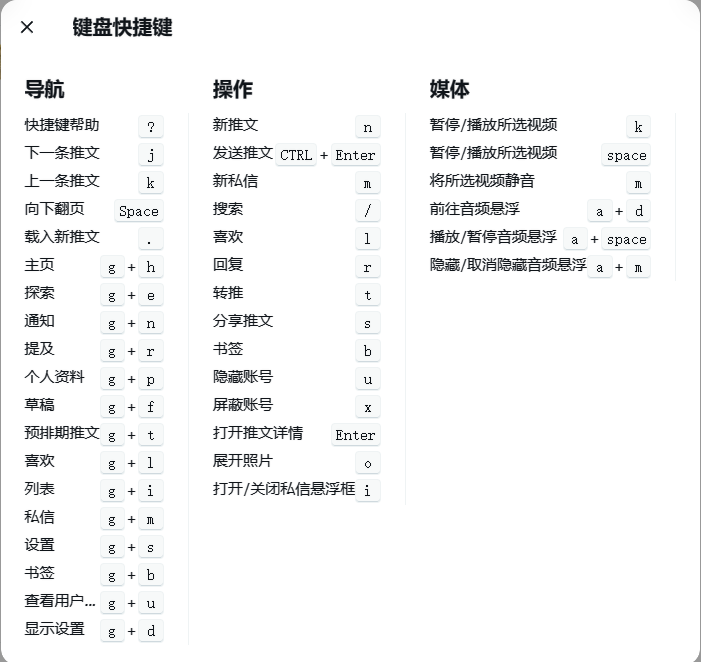 键盘快捷键
导航
快捷键帮助 ?
下一条推文 j
上一条推文 k
向下翻页 Space
载入新推文 .
主页 g + h
探索 g + e
通知 g + n
提及 g + r
个人资料 g + p
草稿 g + f
预排期推文 g + t
喜欢 g + l
列表 g + i
私信 g + m
设置 g + s
书签 g + b
查看用户... g + u
显示设置 g + d
操作
新推文 n
发送推文 CTRL + Enter
新私信 m
搜索 /
喜欢 l
回复 r
转推 t
分享推文 s
书签 b
隐藏账号 u
屏蔽账号 x
打开推文详情 Enter
展开照片 o
打开/关闭私信悬浮框 i
媒体
暂停/播放所选视频 k
暂停/播放所选视频 space
将所选视频静音 m
前往音频悬浮 a + d
播放/暂停音频悬浮 a + space
隐藏/取消隐藏音频悬浮 a + m